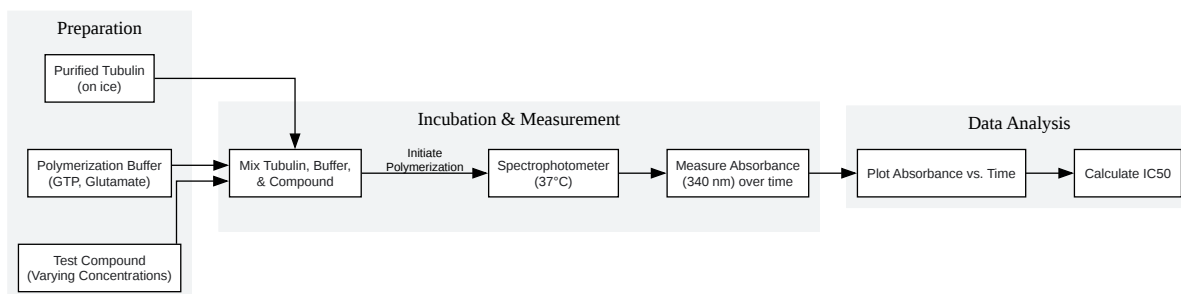 Preparation
Purified Tubulin
(on ice)
Polymerization Buffer
(GTP, Glutamate)
Test Compound
(Varying Concentrations)
Incubation & Measurement
Mix Tubulin, Buffer,
& Compound
Initiate
Polymerization
Spectrophotometer
(37°C)
Measure Absorbance
(340 nm) over time
Data Analysis
Plot Absorbance vs. Time
Calculate IC50